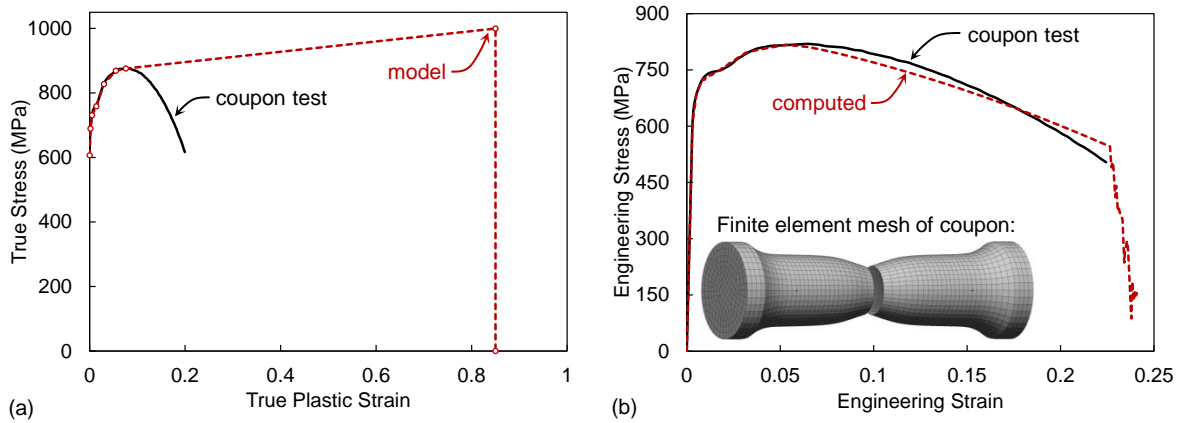 1000
800
600
400
200
0
True Stress (MPa)
model
coupon test
0
0.2
0.4
0.6
0.8
1
True Plastic Strain
(a)
900
750
600
450
300
150
0
Engineering Stress (MPa)
coupon test
computed
Finite element mesh of coupon:
0
0.05
0.1
0.15
0.2
0.25
Engineering Strain
(b)